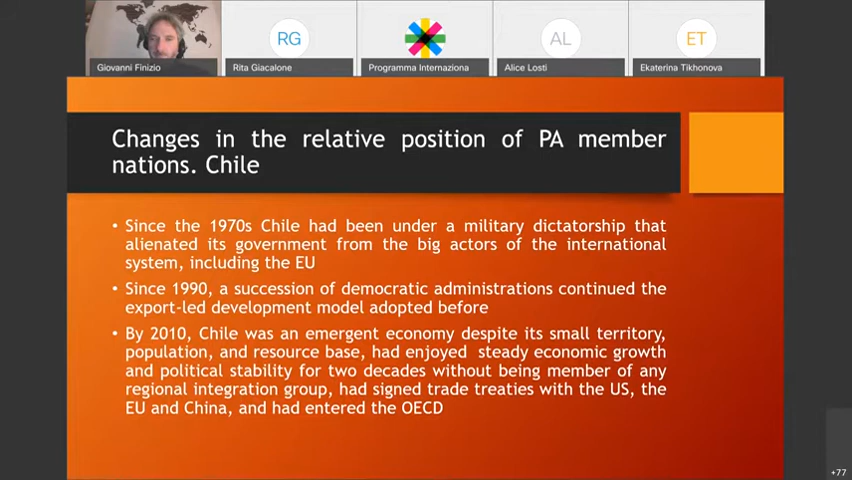 RG
AL
ET
Giovanni Finizio
Rita Giacalone
Programma Internaziona
Alice Losti
Ekaterina Tikhonova
Changes in the relative position of PA member
nations. Chile
• Since the 1970s Chile had been under a military dictatorship that
alienated its government from the big actors of the international
system, including the EU
• Since 1990, a succession of democratic administrations continued the
export-led development model adopted before
• By 2010, Chile was an emergent economy despite its small territory,
population, and resource base, had enjoyed steady economic growth
and political stability for two decades without being member of any
regional integration group, had signed trade treaties with the US, the
EU and China, and had entered the OECD
+77